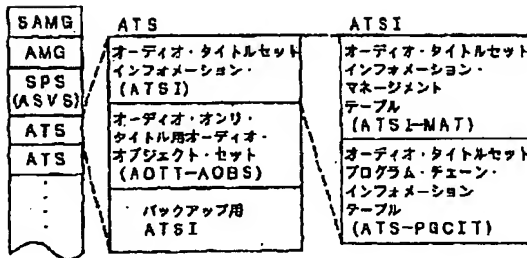 SAMG
AMG
SPS
(ASVS)
ATS
ATS
ATS
オーディオ・タイトルセット
インフォメーション・
(ATSI)
オーディオ・オンリ・
タイトル用オーディオ・
オブジェクト・セット
(AOTT-AOBS)
バックアップ用
ATSI
ATSI
オーディオ・タイトルセット
インフォメーション・
マネージメント
テーブル
(ATSI-MAT)
オーディオ・タイトルセット
プログラム・チェーン・
インフォメーション
テーブル
(ATS-PGCIT)